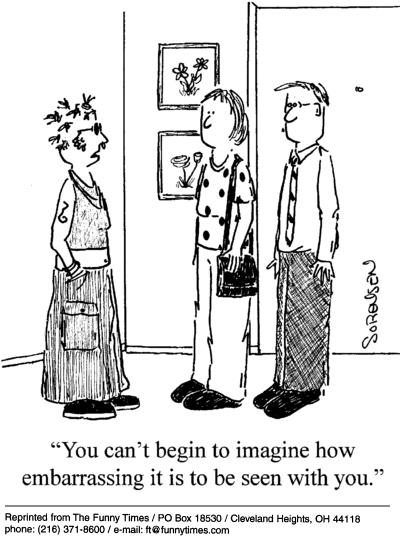 SORENSEN
“You can’t begin to imagine how
embarrassing it is to be seen with you.”
Reprinted from The Funny Times / PO Box 18530 / Cleveland Heights, OH 44118
phone: (216) 371-8600 / e-mail: ft@funnytimes.com